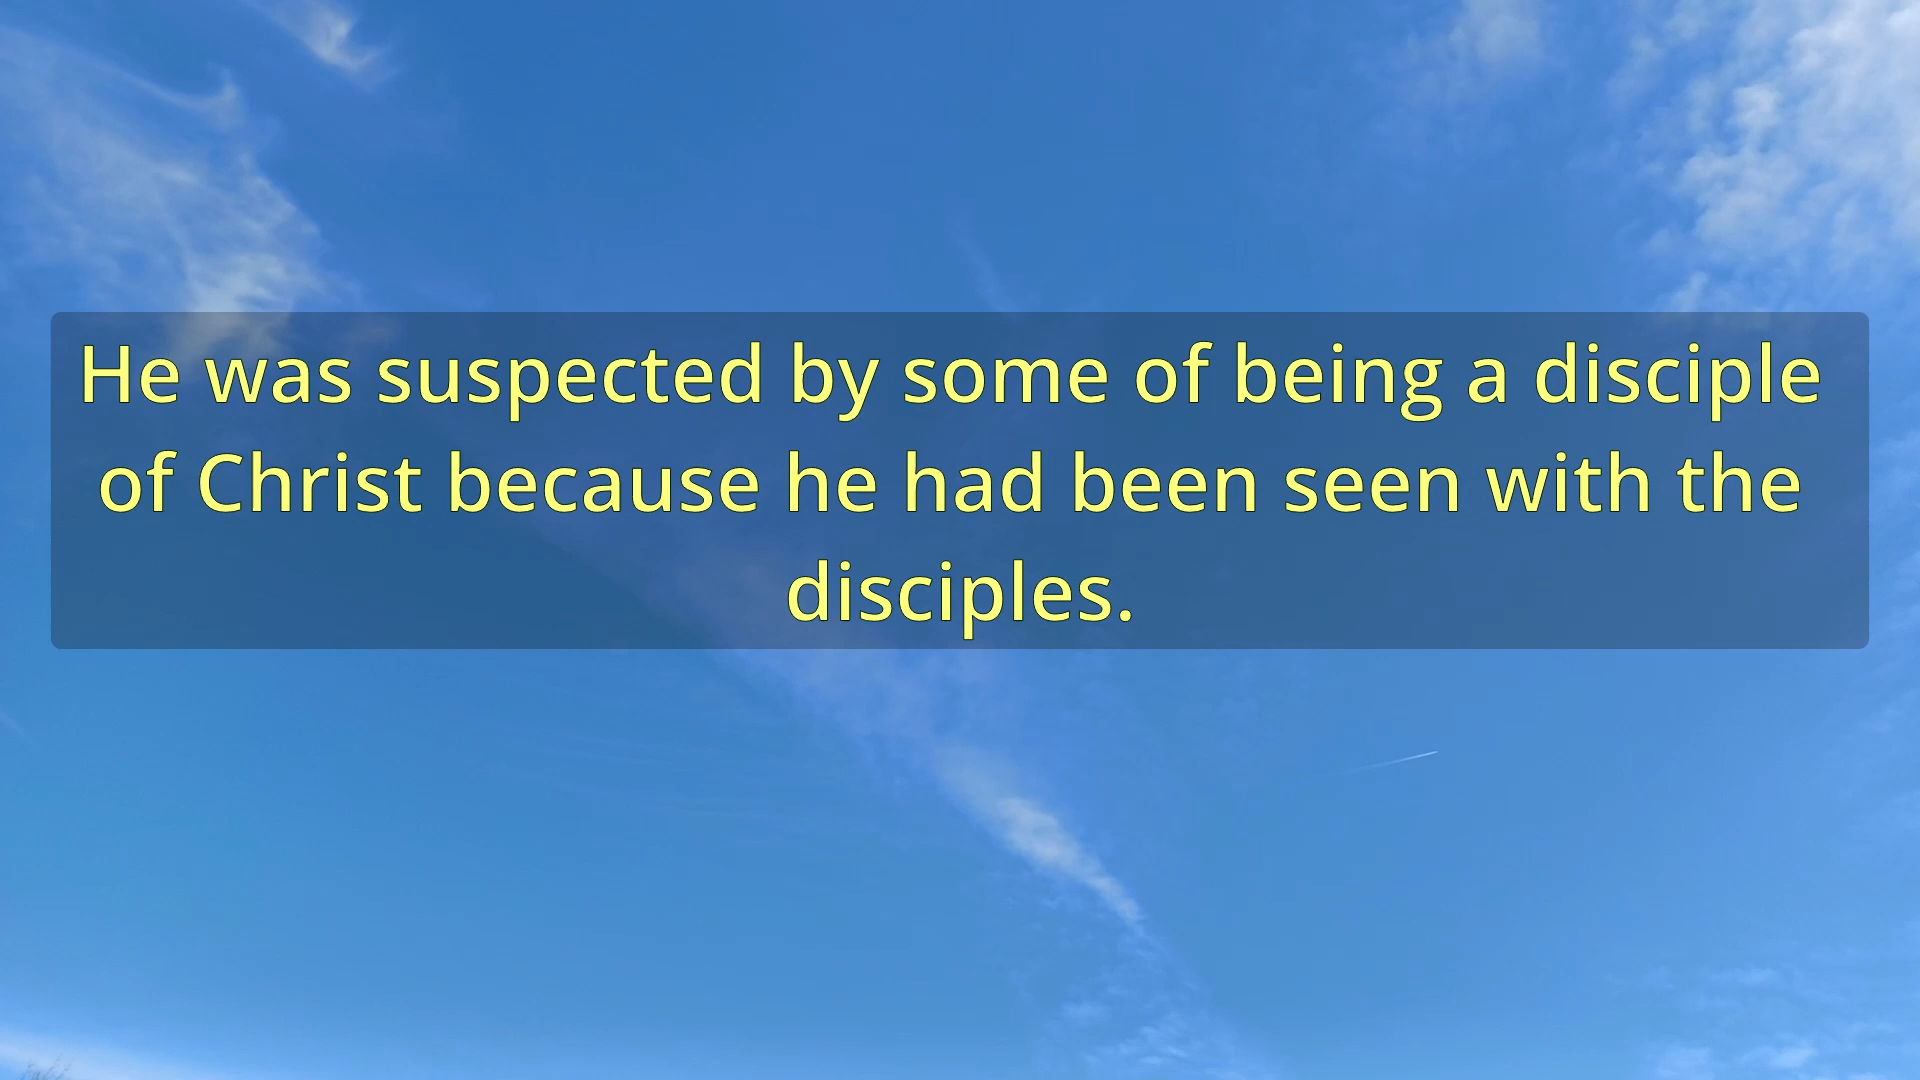 He was suspected by some of being a disciple
of Christ because he had been seen with the
disciples.